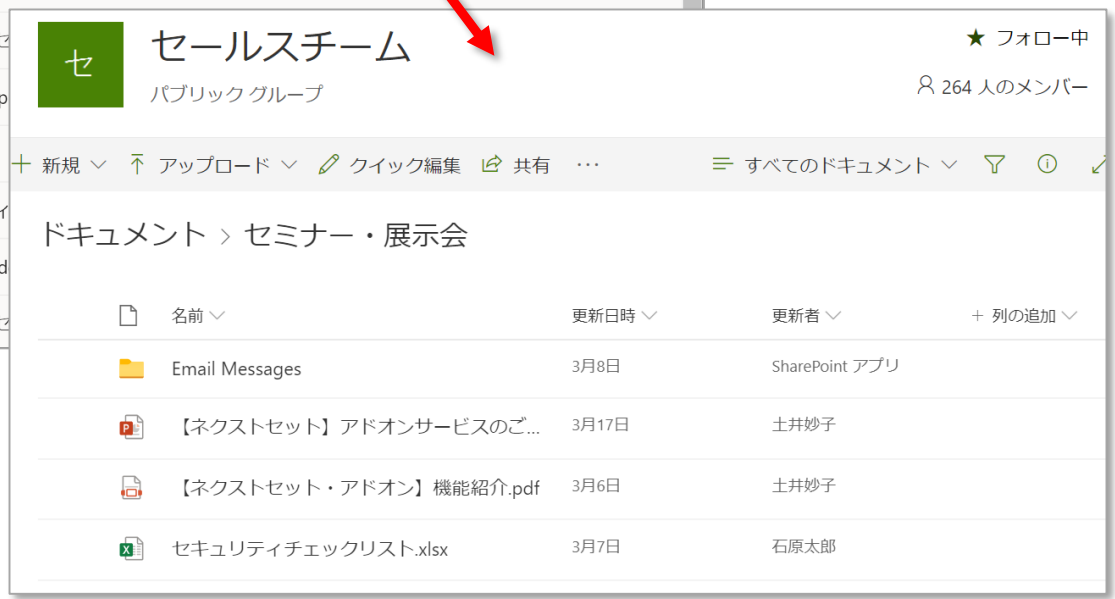 セ
セールスチーム
パブリック グループ
★ フォロー中
264 人のメンバー
+ 新規 アップロード クイック編集 共有 ··· すべてのドキュメント
ドキュメント > セミナー・展示会
名前 更新日時 更新者 + 列の追加
Email Messages 3月8日 SharePoint アプリ
【ネクストセット】アドオンサービスのご... 3月17日 土井妙子
【ネクストセット・アドオン】機能紹介.pdf 3月6日 土井妙子
セキュリティチェックリスト.xlsx 3月7日 石原太郎